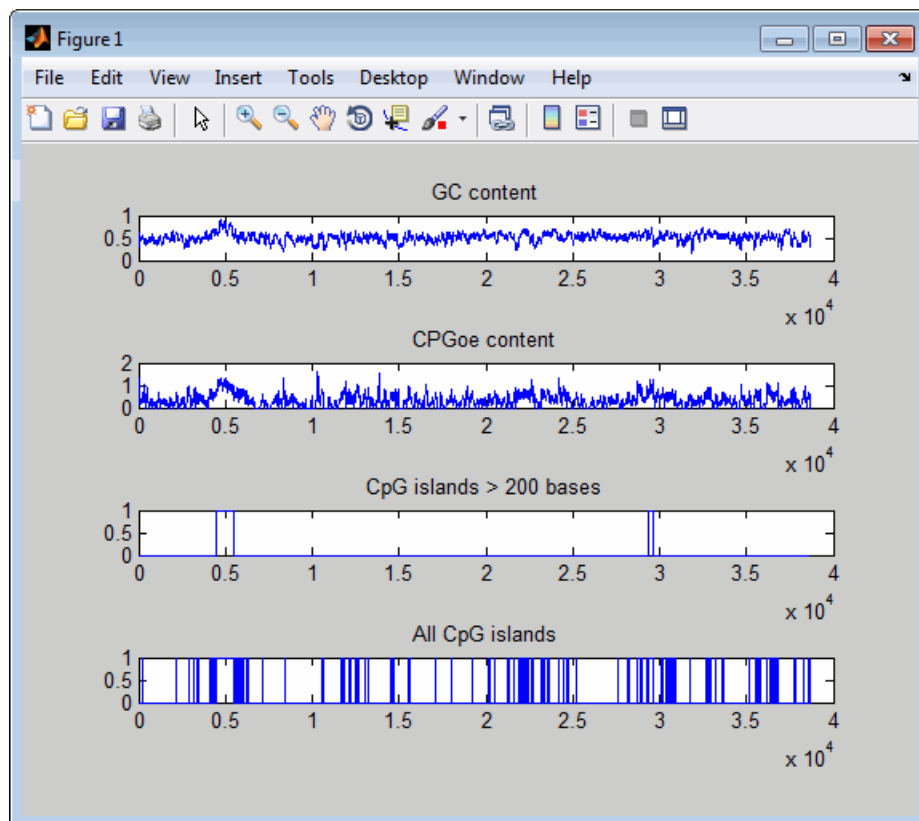 Figure 1
File Edit View Insert Tools Desktop Window Help
GC content
1
0.5
0
0 0.5 1 1.5 2 2.5 3 3.5 4
x 10^4
CPGoe content
2
1
0
0 0.5 1 1.5 2 2.5 3 3.5 4
x 10^4
CpG islands > 200 bases
1
0.5
0
0 0.5 1 1.5 2 2.5 3 3.5 4
x 10^4
All CpG islands
1
0.5
0
0 0.5 1 1.5 2 2.5 3 3.5 4
x 10^4